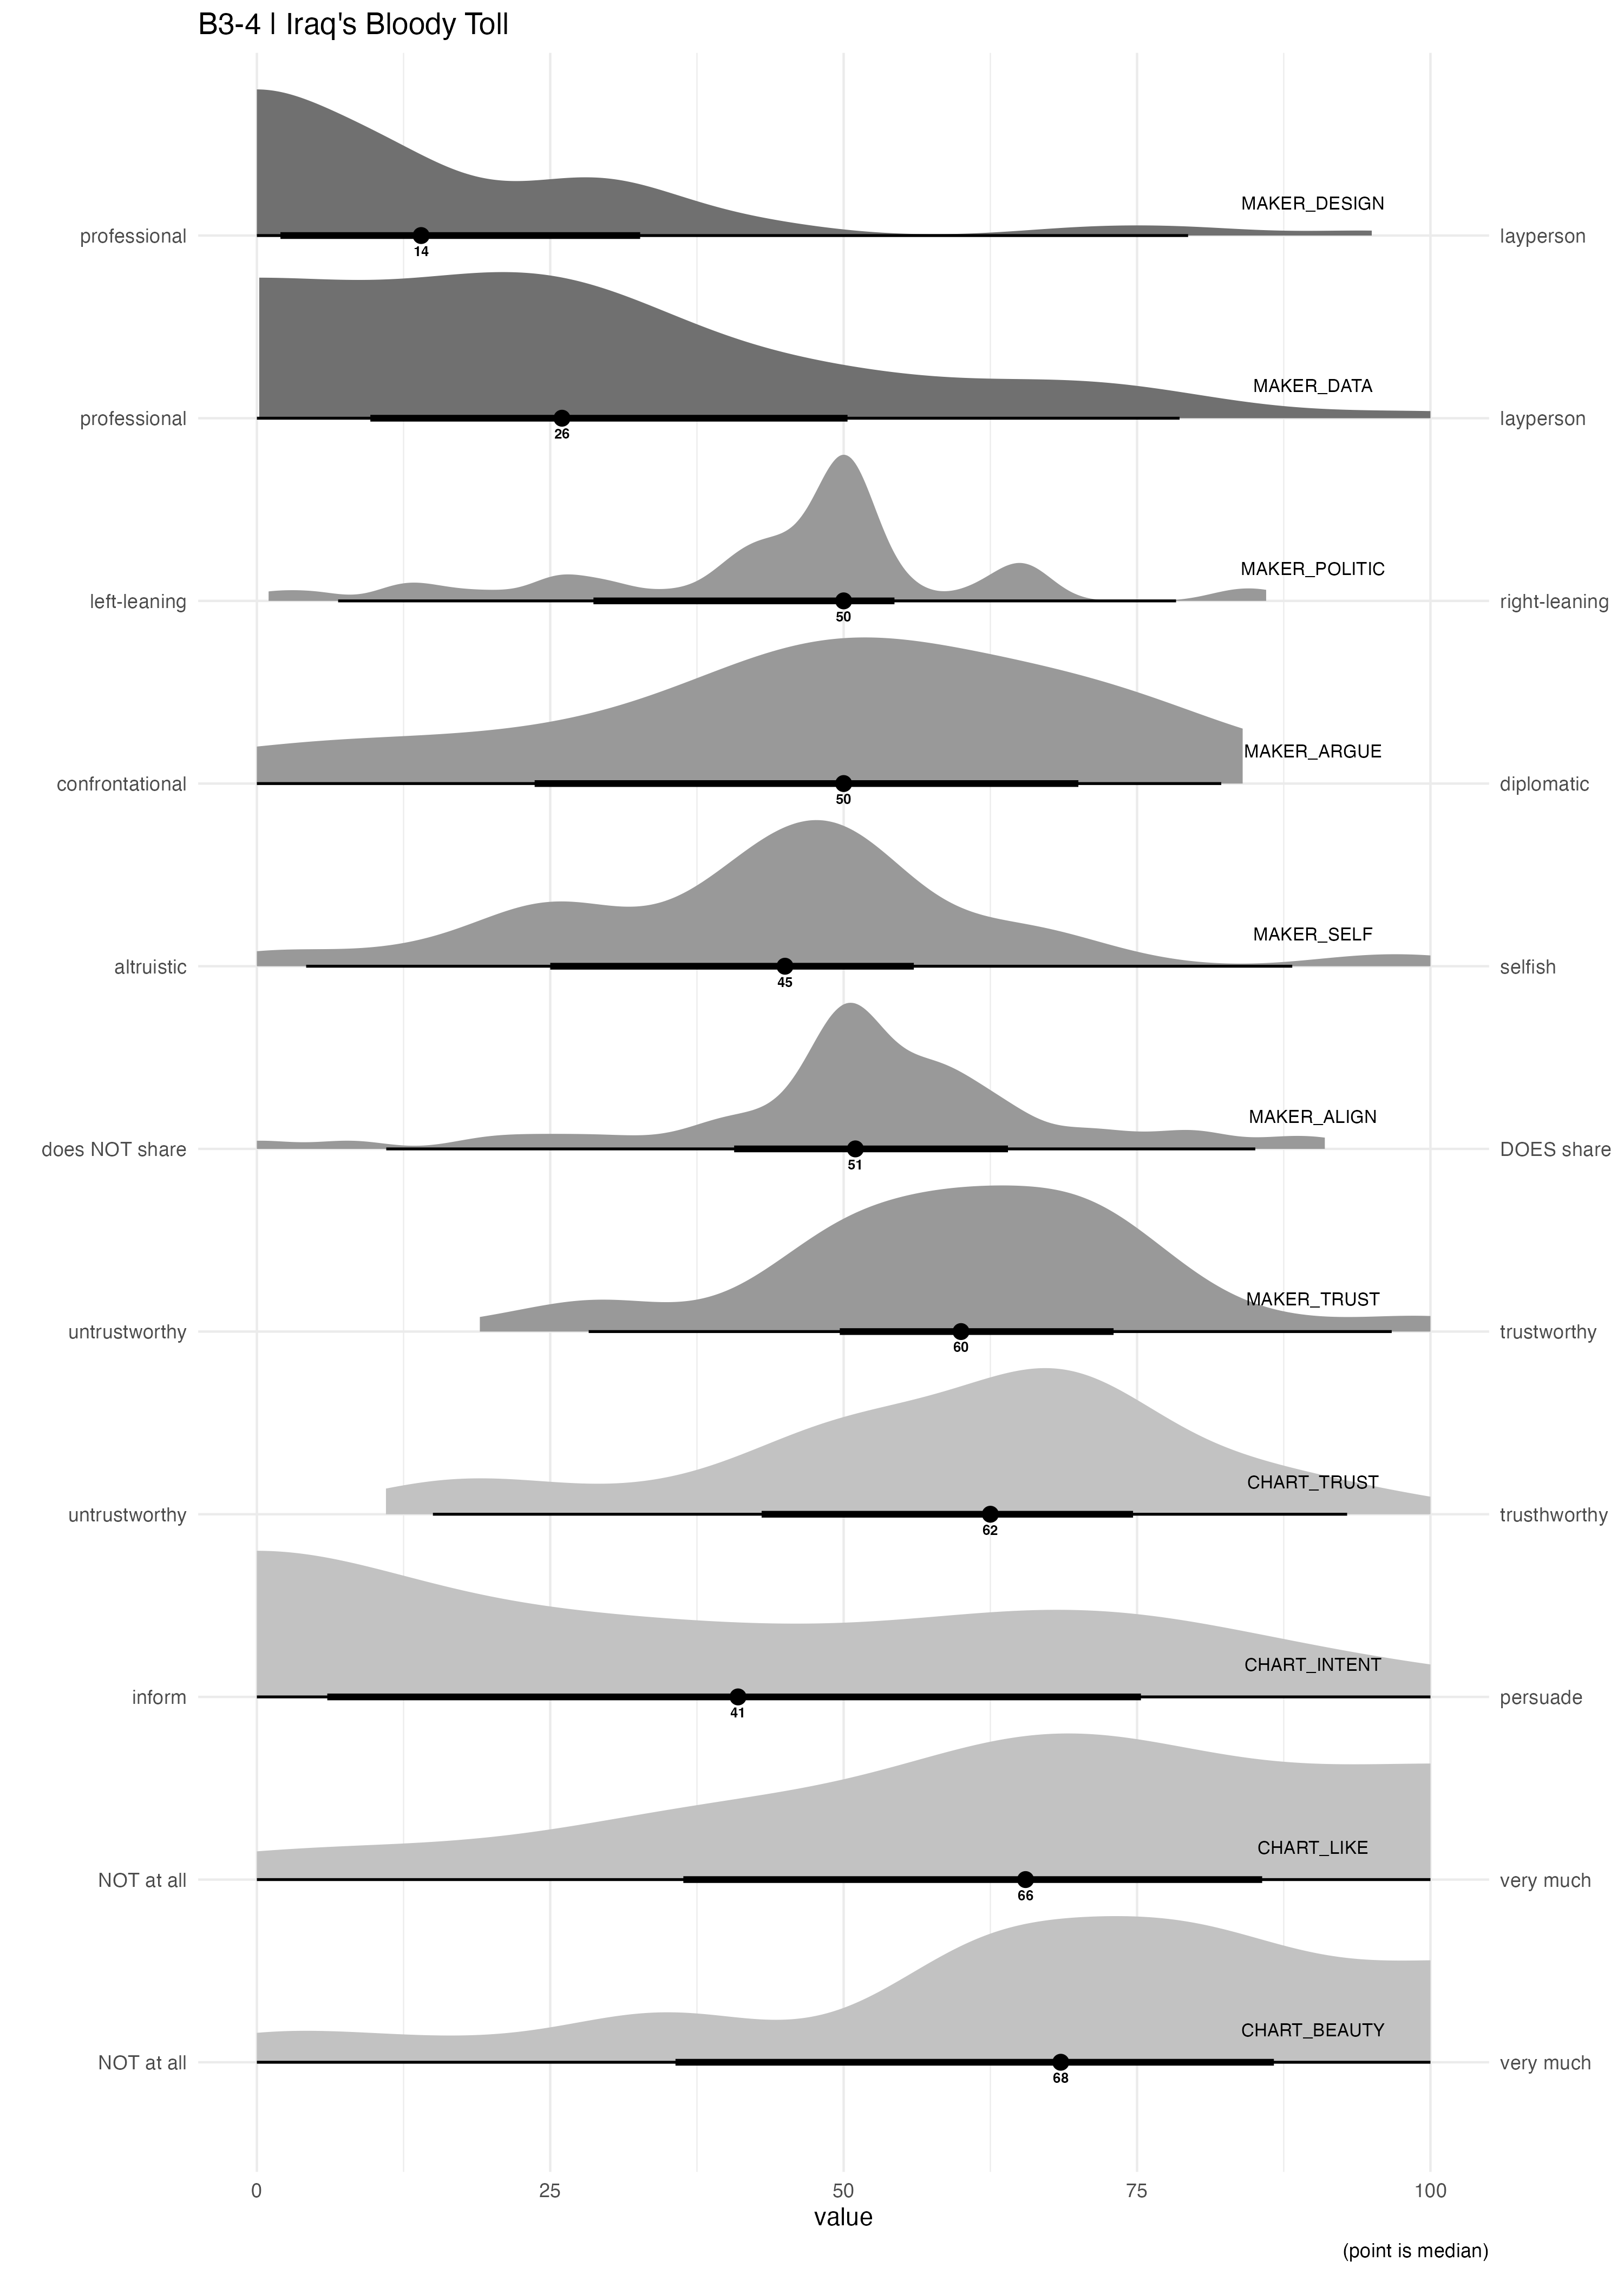 B3-4 | Iraq's Bloody Toll
MAKER_DESIGN
professional
layperson
14
MAKER_DATA
professional
layperson
26
MAKER_POLITIC
left-leaning
right-leaning
50
MAKER_ARGUE
confrontational
diplomatic
50
MAKER_SELF
altruistic
selfish
45
MAKER_ALIGN
does NOT share
DOES share
51
MAKER_TRUST
untrustworthy
trustworthy
60
CHART_TRUST
untrustworthy
trusthworthy
62
CHART_INTENT
inform
persuade
41
CHART_LIKE
NOT at all
very much
66
CHART_BEAUTY
NOT at all
very much
68
0 25 50 75 100
value
(point is median)